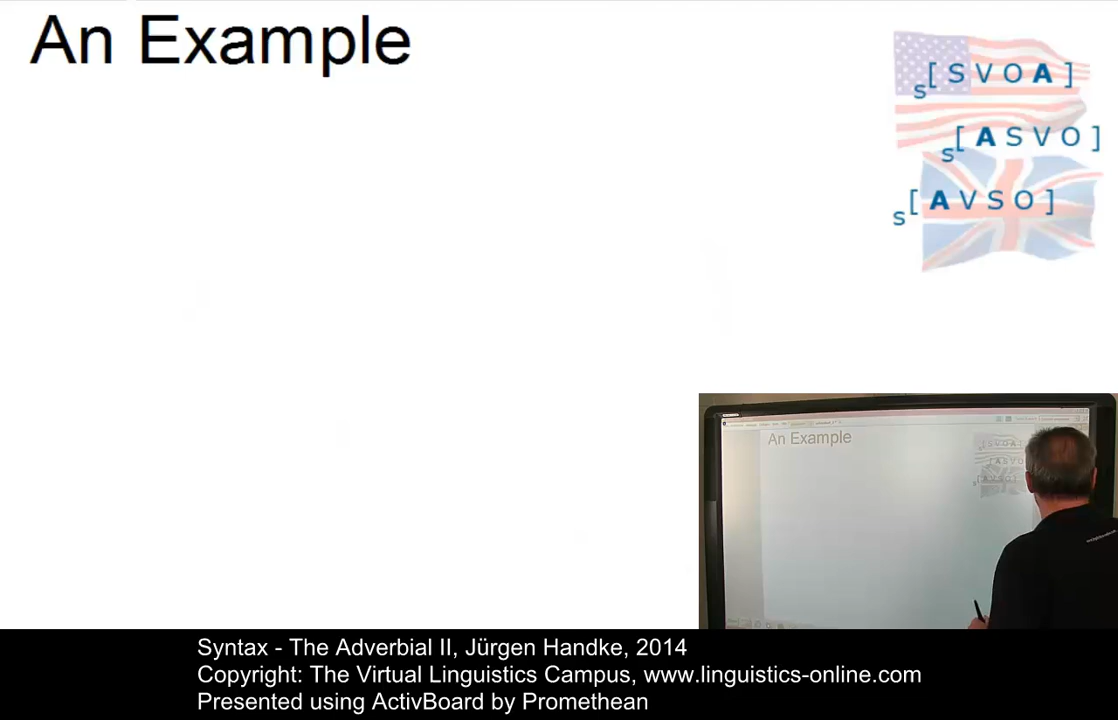 An Example
s[ S V O A ]
s[ A S V O ]
s[ A V S O ]
An Example
Syntax - The Adverbial II, Jürgen Handke, 2014
Copyright: The Virtual Linguistics Campus, www.linguistics-online.com
Presented using ActivBoard by Promethean